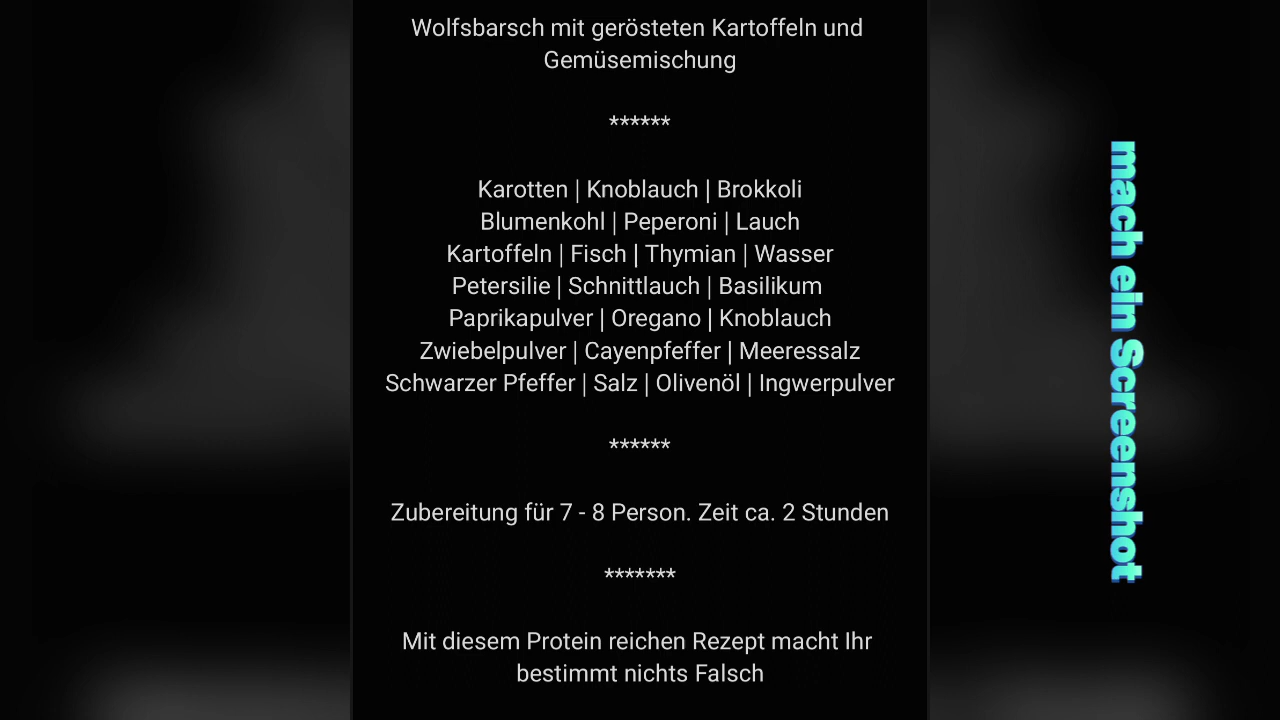 Wolfsbarsch mit gerösteten Kartoffeln und
Gemüsemischung
******
Karotten | Knoblauch | Brokkoli
Blumenkohl | Peperoni | Lauch
Kartoffeln | Fisch | Thymian | Wasser
Petersilie | Schnittlauch | Basilikum
Paprikapulver | Oregano | Knoblauch
Zwiebelpulver | Cayenpfeffer | Meeressalz
Schwarzer Pfeffer | Salz | Olivenöl | Ingwerpulver
******
Zubereitung für 7 - 8 Person. Zeit ca. 2 Stunden
*******
Mit diesem Protein reichen Rezept macht Ihr
bestimmt nichts Falsch
mach ein Screenshot